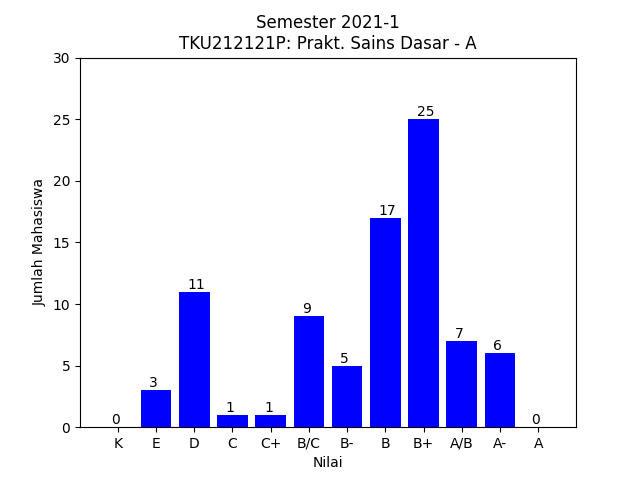 Semester 2021-1
TKU212121P: Prakt. Sains Dasar - A
30
25
20
15
10
5
0
Jumlah Mahasiswa
0 3 11 1 1 9 5 17 25 7 6 0
K E D C C+ B/C B- B B+ A/B A- A
Nilai